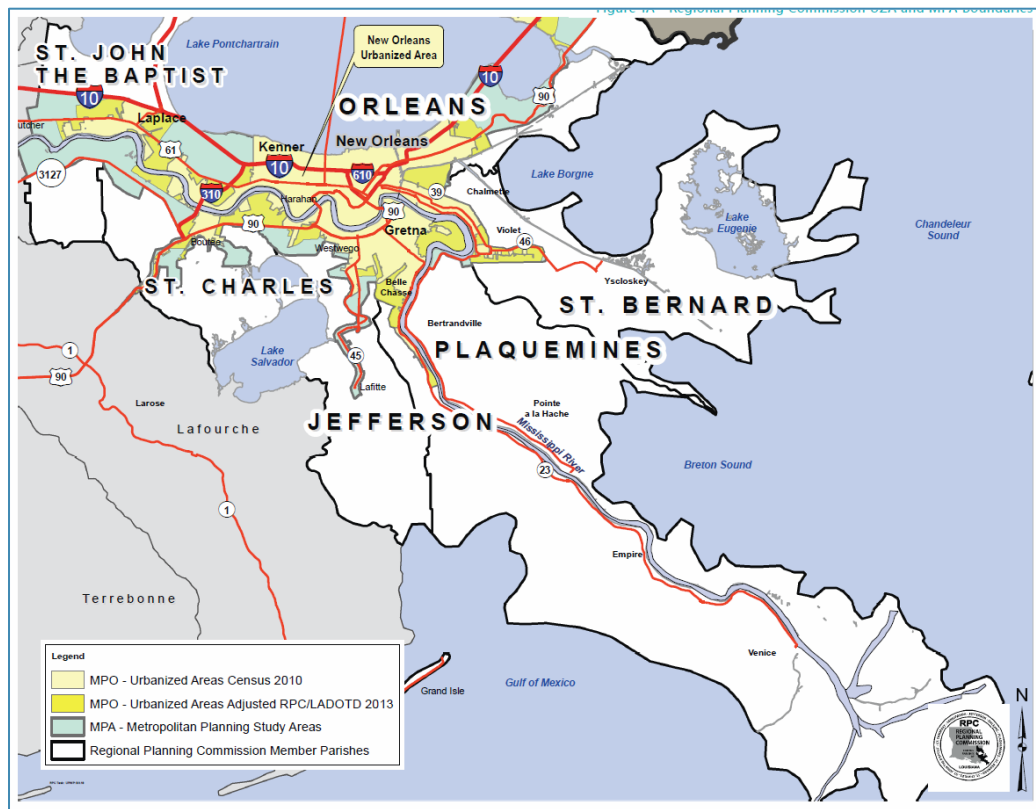 Figure 4A - Regional Planning Commission UZA and MPA Boundaries
Lake Pontchartrain
New Orleans
Urbanized Area
ST. JOHN
THE BAPTIST
10
10
90
ORLEANS
Laplace
New Orleans
Kenner
61
10
610
3127
310
Harahan
39
Chalmette
Lake Borgne
Lake
Eugenie
Chandeleur
Sound
90
90
Gretna
Violet
46
Westwego
Boutte
Yscloskey
ST. CHARLES
Belle
Chasse
ST. BERNARD
Bertrandville
PLAQUEMINES
Lake
Salvador
45
1
90
Lafitte
Larose
Lafourche
JEFFERSON
Pointe
a la Hache
Mississippi River
Breton Sound
23
1
Empire
Terrebonne
Venice
Grand Isle
Gulf of Mexico
Legend
MPO - Urbanized Areas Census 2010
MPO - Urbanized Areas Adjusted RPC/LADOTD 2013
MPA - Metropolitan Planning Study Areas
Regional Planning Commission Member Parishes
N
RPC
REGIONAL
PLANNING
COMMISSION
LOUISIANA